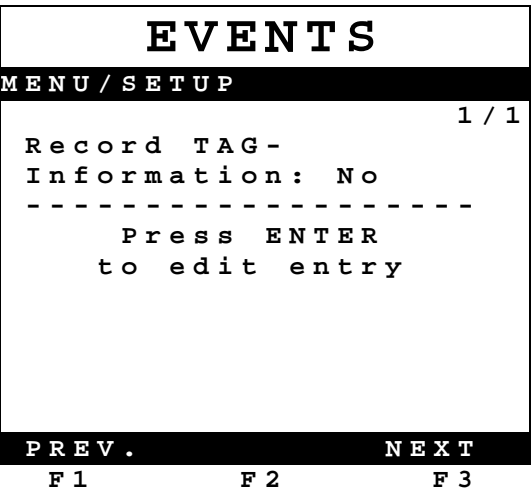 EVENTS
MENU/SETUP
1/1
Record TAG-
Information: No
-------------------
Press ENTER
to edit entry
PREV. NEXT
F1 F2 F3